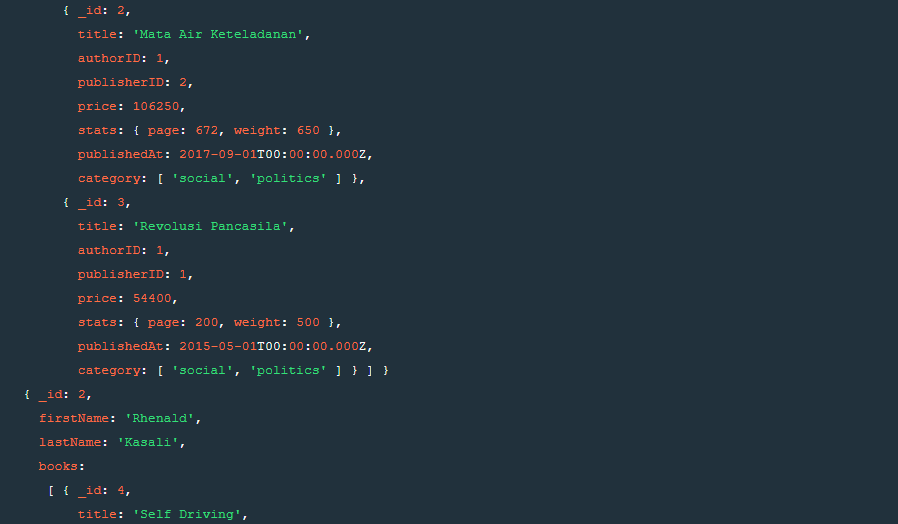 { _id: 2,
title: 'Mata Air Keteladanan',
authorID: 1,
publisherID: 2,
price: 106250,
stats: { page: 672, weight: 650 },
publishedAt: 2017-09-01T00:00:00.000Z,
category: [ 'social', 'politics' ] },
{ _id: 3,
title: 'Revolusi Pancasila',
authorID: 1,
publisherID: 1,
price: 54400,
stats: { page: 200, weight: 500 },
publishedAt: 2015-05-01T00:00:00.000Z,
category: [ 'social', 'politics' ] } ] }
{ _id: 2,
firstName: 'Rhenald',
lastName: 'Kasali',
books:
[ { _id: 4,
title: 'Self Driving',